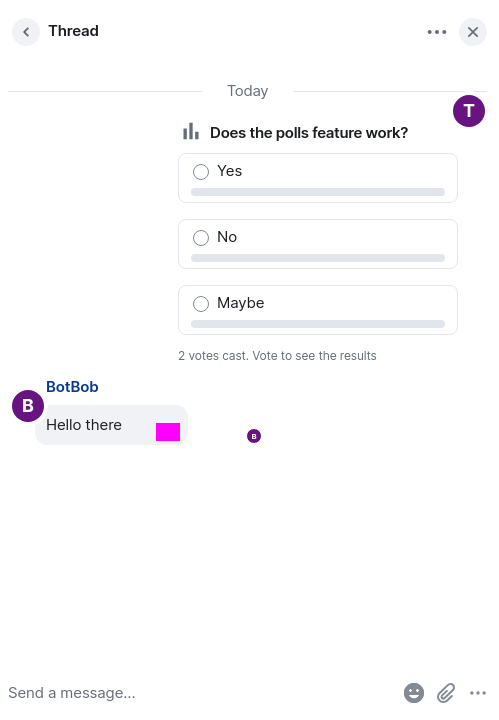 Thread
Today
T
Does the polls feature work?
Yes
No
Maybe
2 votes cast. Vote to see the results
BotBob
B
Hello there
B
Send a message...